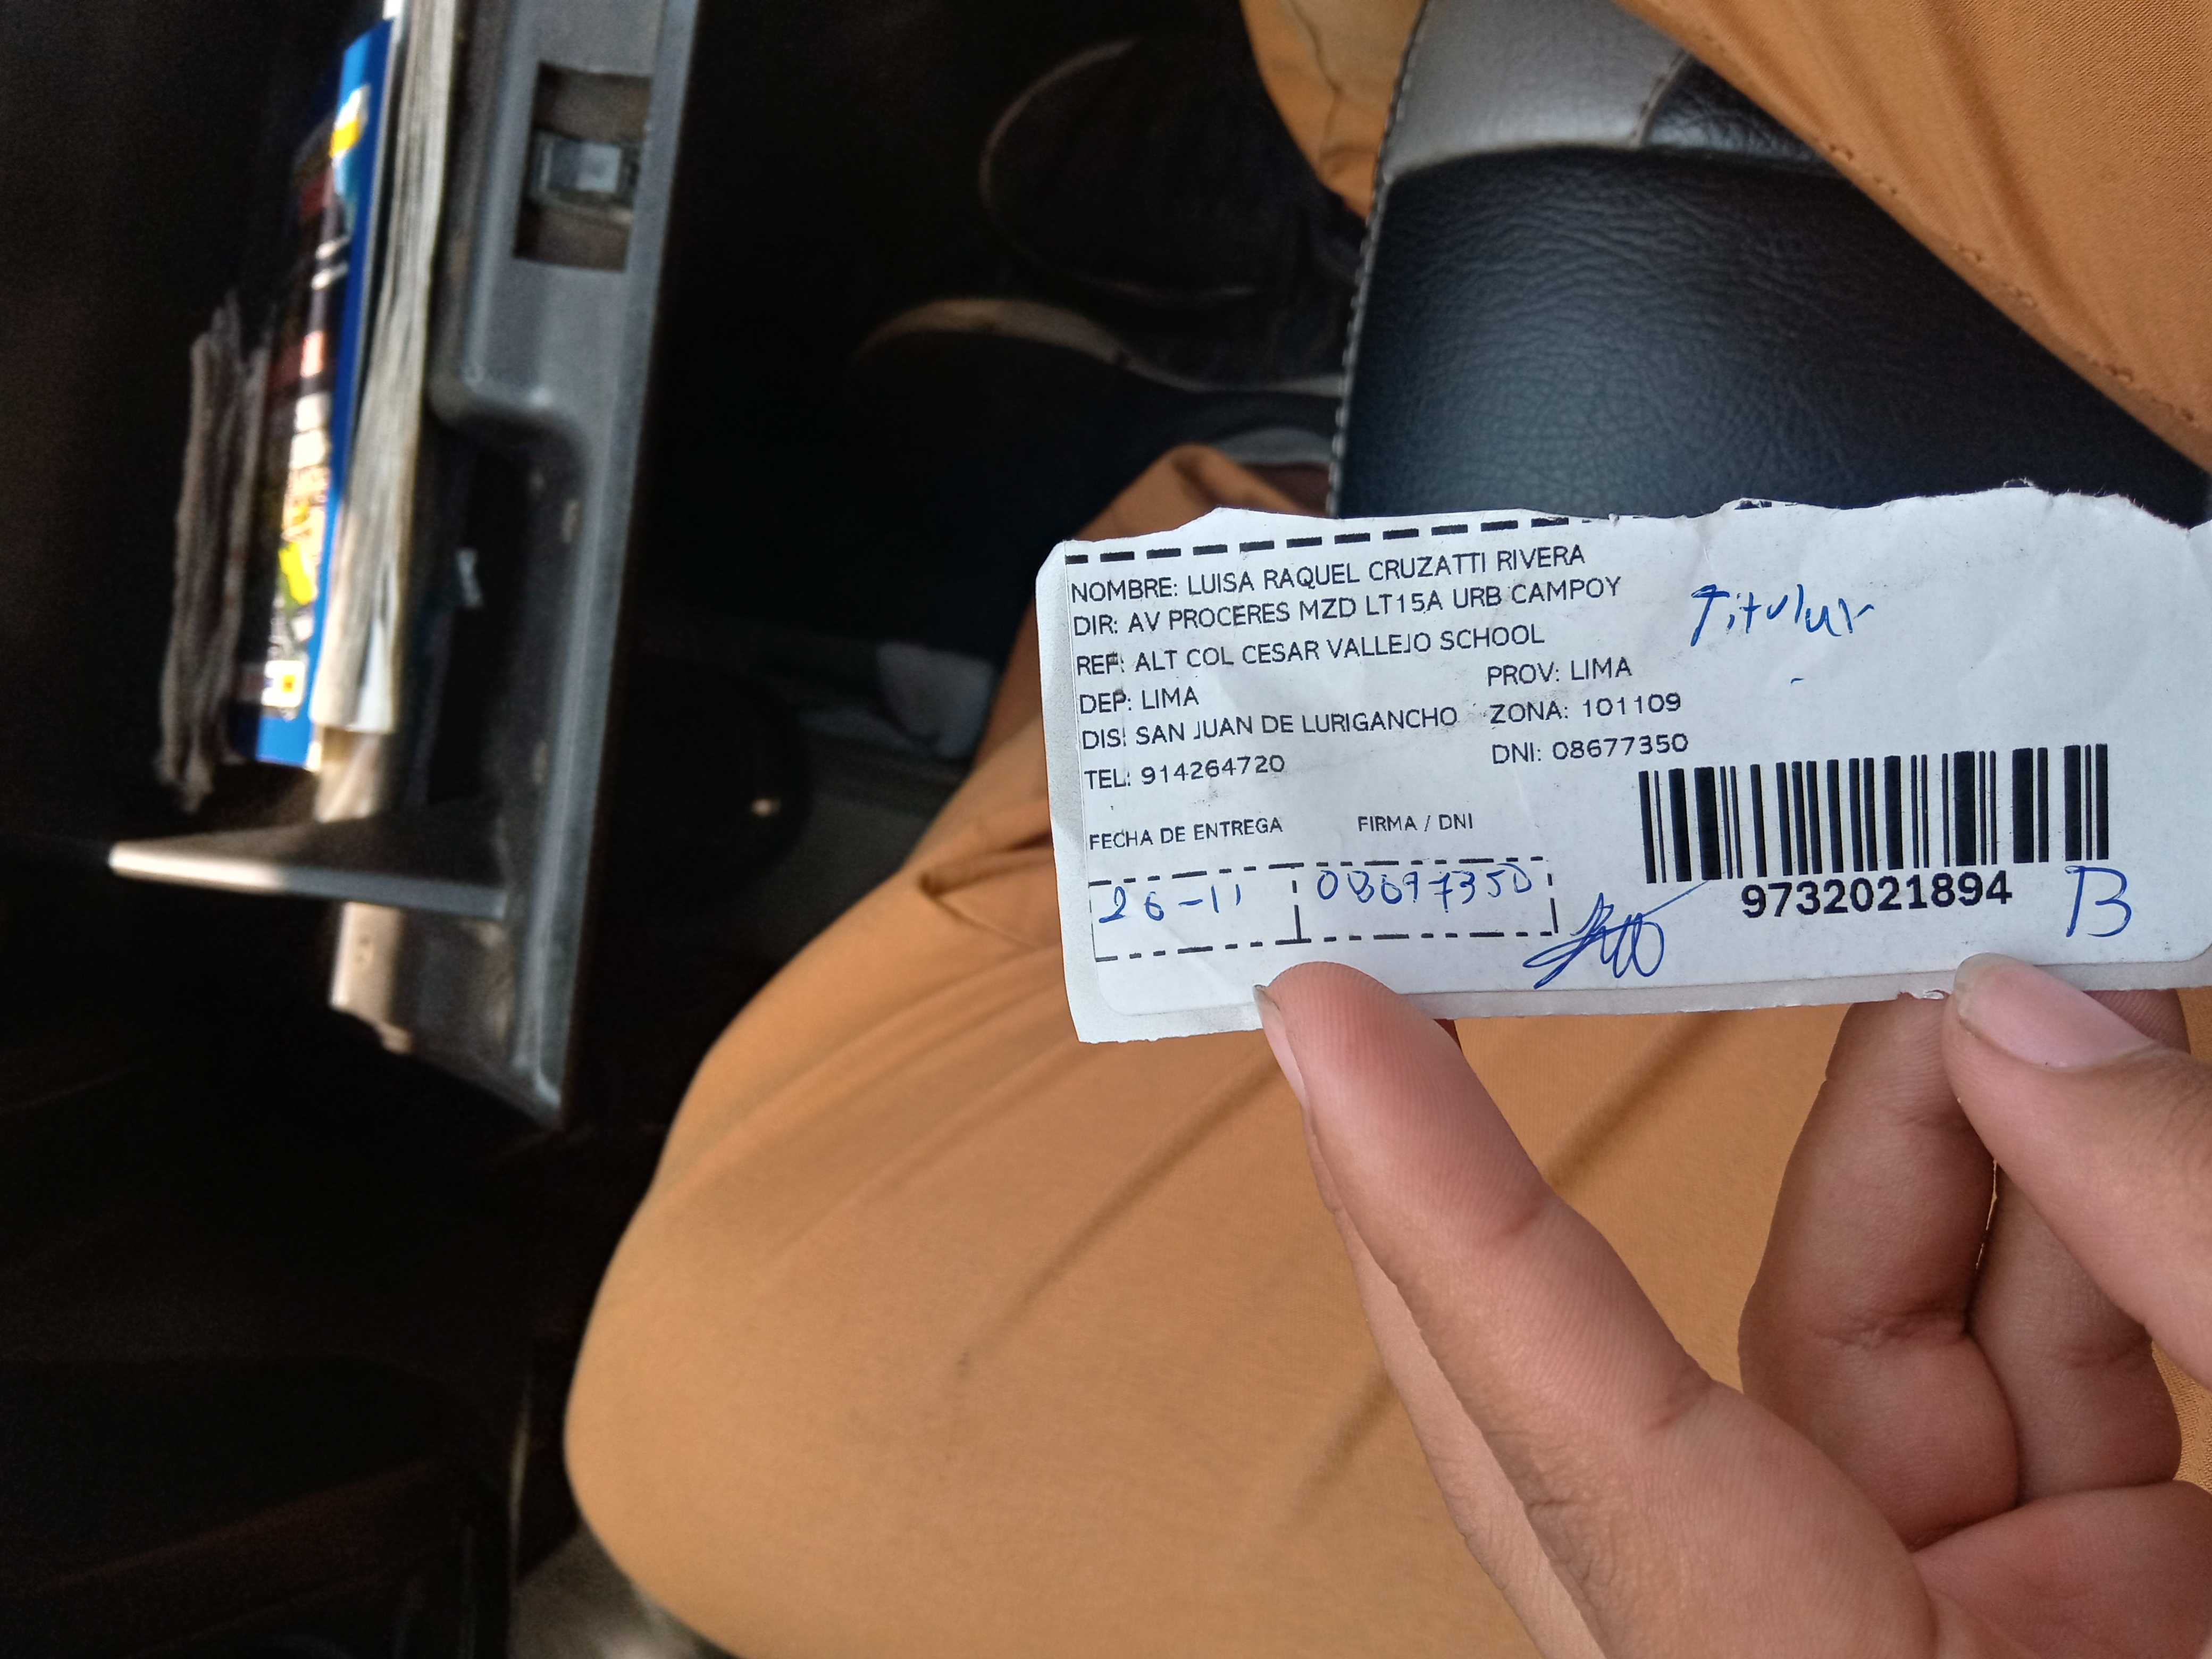 NOMBRE: LUISA RAQUEL CRUZATTI RIVERA
DIR: AV PROCERES MZD LT15A URB CAMPOY
Titular
REF: ALT COL CESAR VALLEJO SCHOOL
DEP: LIMA PROV: LIMA
DIS: SAN JUAN DE LURIGANCHO ZONA: 101109
TEL: 914264720 DNI: 08677350
FECHA DE ENTREGA FIRMA / DNI
26-11 08677350
9732021894 B